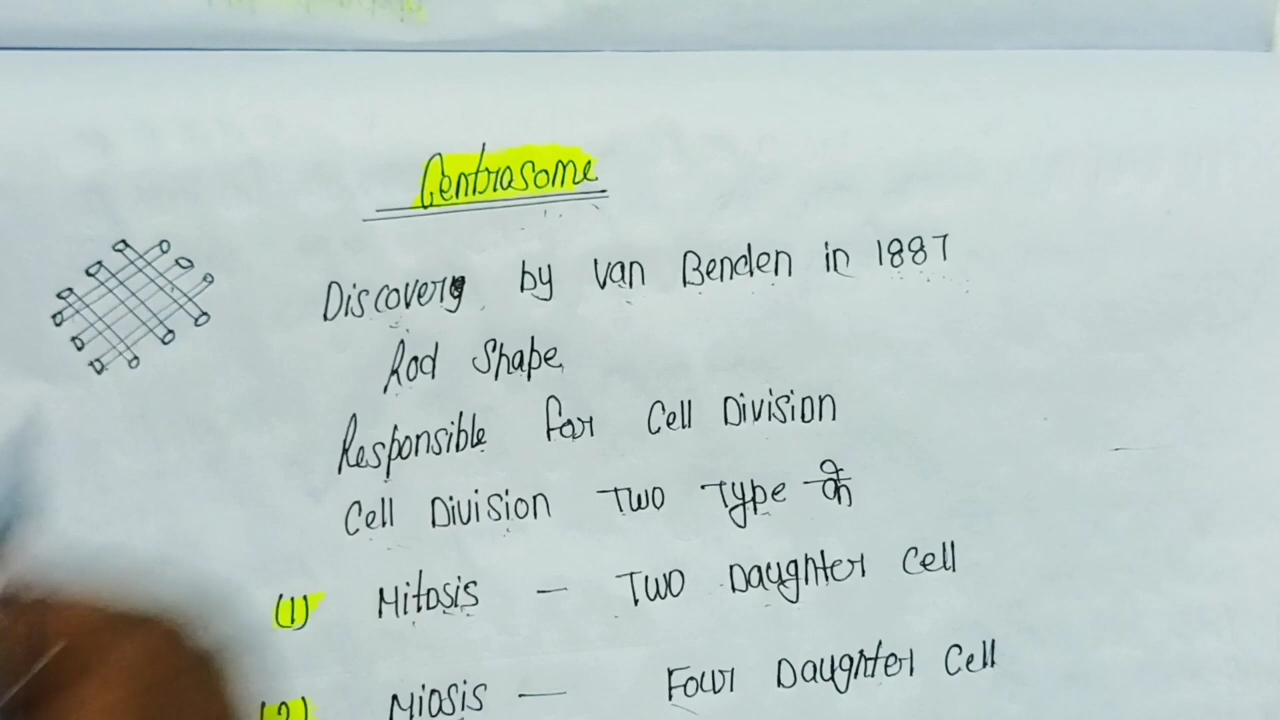 Centrasome
Discovery by Van Benden in 1887
Rod Shape
Responsible for Cell Division
Cell Division Two Type के
(1) Mitosis — Two Daughter Cell
(2) Miosis — Four Daughter Cell